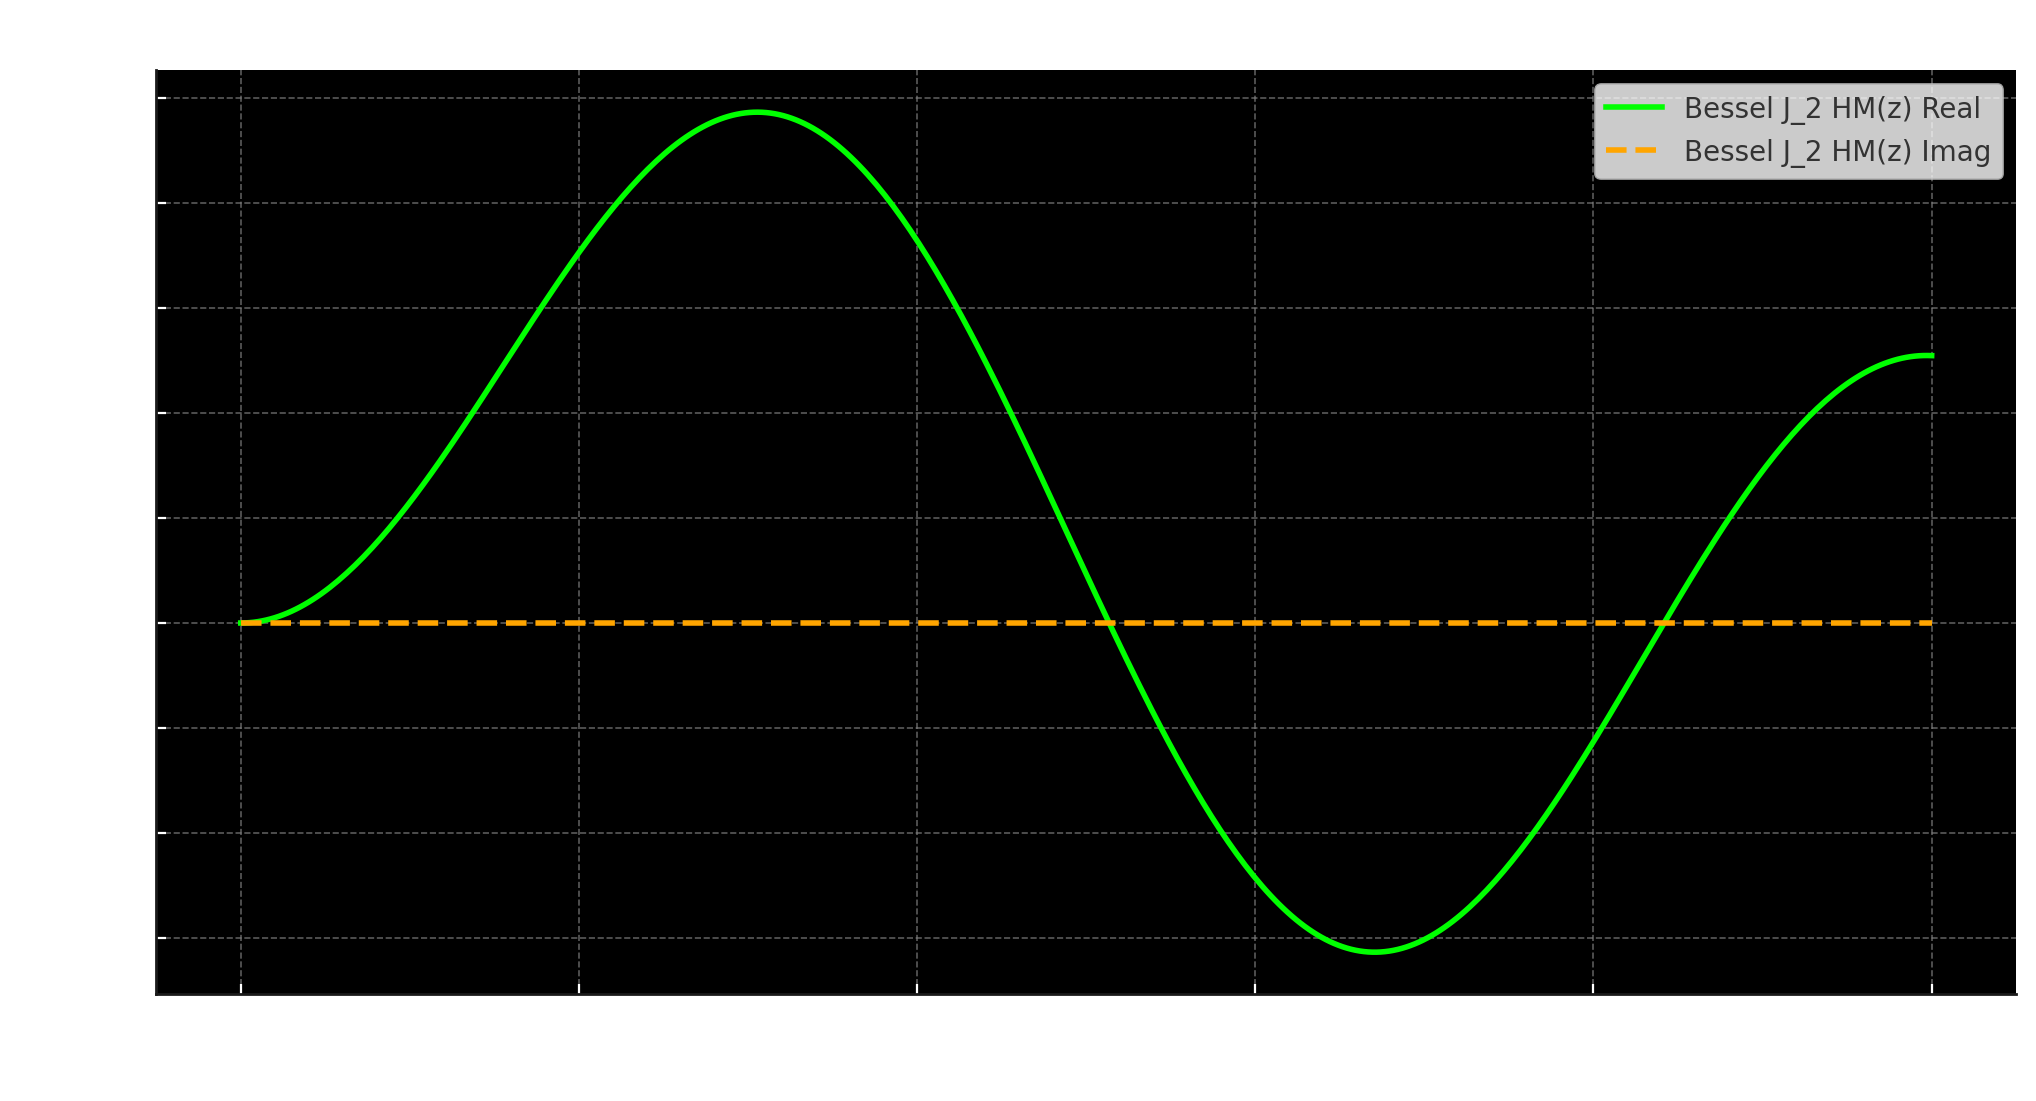 Bessel J_2 HM(z) Real
Bessel J_2 HM(z) Imag